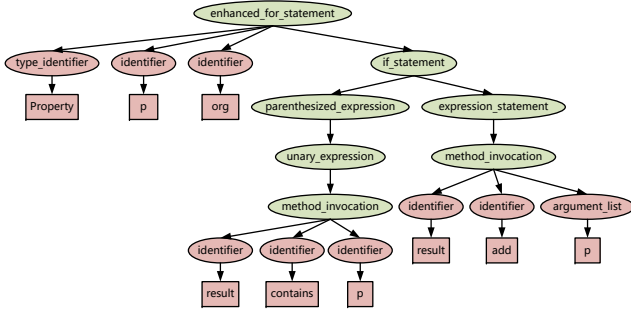 enhanced_for_statement
type_identifier identifier identifier if_statement
Property p org parenthesized_expression expression_statement
unary_expression method_invocation
method_invocation identifier identifier argument_list
identifier identifier identifier result add p
result contains p